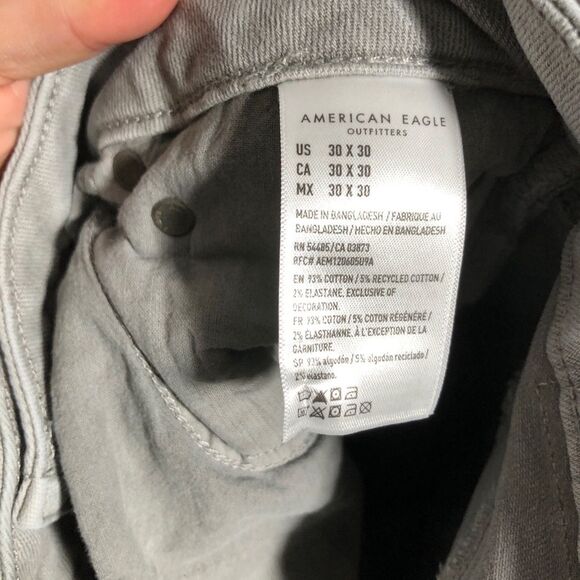 AMERICAN EAGLE
OUTFITTERS
US 30 X 30
CA 30 X 30
MX 30 X 30
MADE IN BANGLADESH / FABRIQUE AU
BANGLADESH / HECHO EN BANGLADESH
RN 54485/CA 03873
RFC# AEM120605U9A
EN 93% COTTON / 5% RECYCLED COTTON /
2% ELASTANE, EXCLUSIVE OF
DECORATION.
FR 93% COTON / 5% COTON RÉGÉNÉRÉ /
2% ÉLASTHANNE, À L'EXCEPTION DE LA
GARNITURE.
SP 93% algodón / 5% algodon reciclado /
2% elastano.